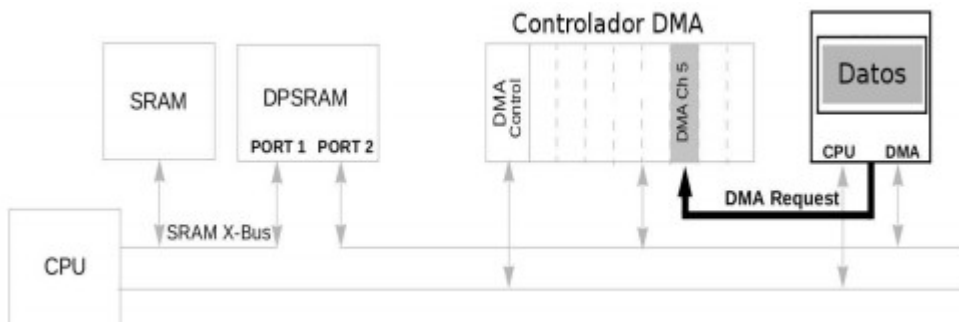 Controlador DMA
SRAM
DPSRAM
PORT 1 PORT 2
DMA
Control
DMA Ch 5
Datos
CPU DMA
DMA Request
SRAM X-Bus
CPU